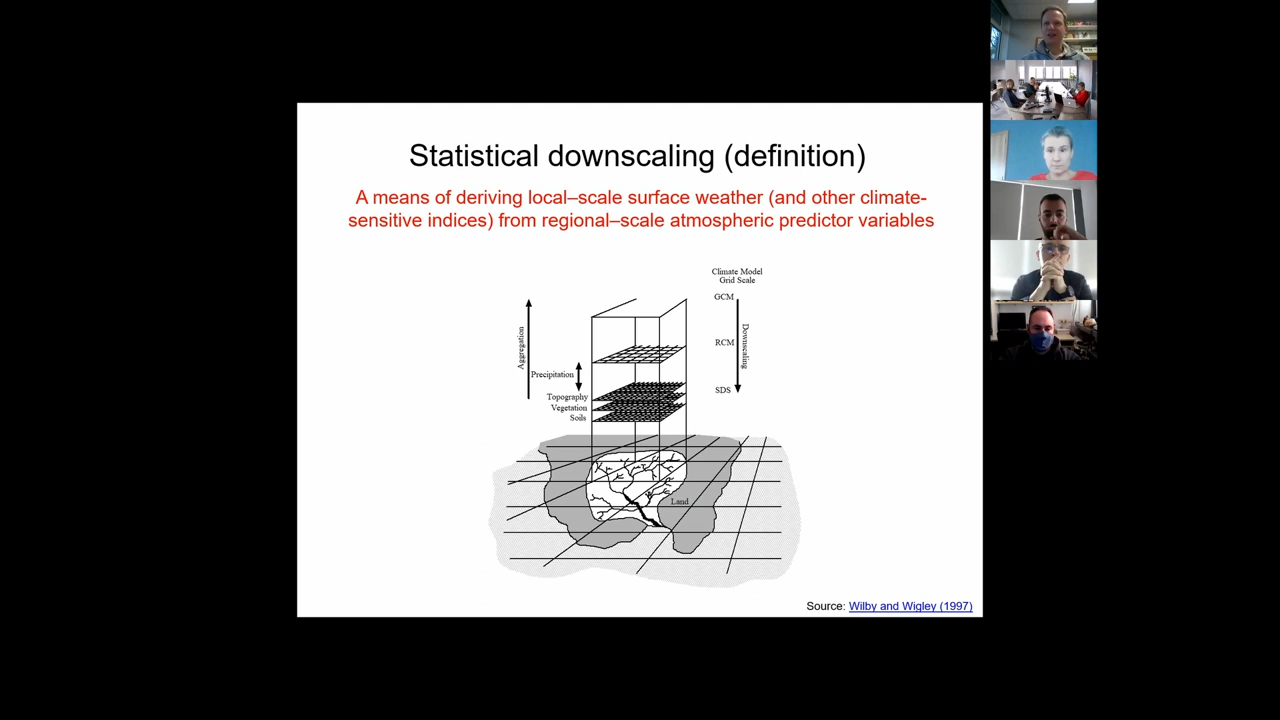 Statistical downscaling (definition)
A means of deriving local–scale surface weather (and other climate-
sensitive indices) from regional–scale atmospheric predictor variables
Climate Model
Grid Scale
GCM
Aggregation
RCM
Downscaling
Precipitation
SDS
Topography
Vegetation
Soils
Land
Source: Wilby and Wigley (1997)